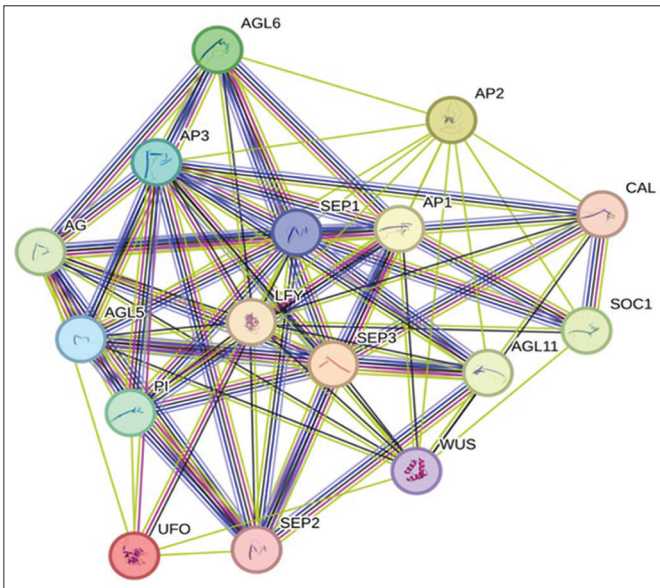 AGL6
AP2
AP3
CAL
SEP1
AP1
AG
LFY
SOC1
AGL5
SEP3
AGL11
PI
WUS
SEP2
UFO